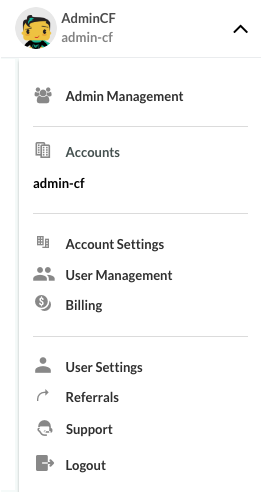 AdminCF
admin-cf
Admin Management
Accounts
admin-cf
Account Settings
User Management
Billing
User Settings
Referrals
Support
Logout